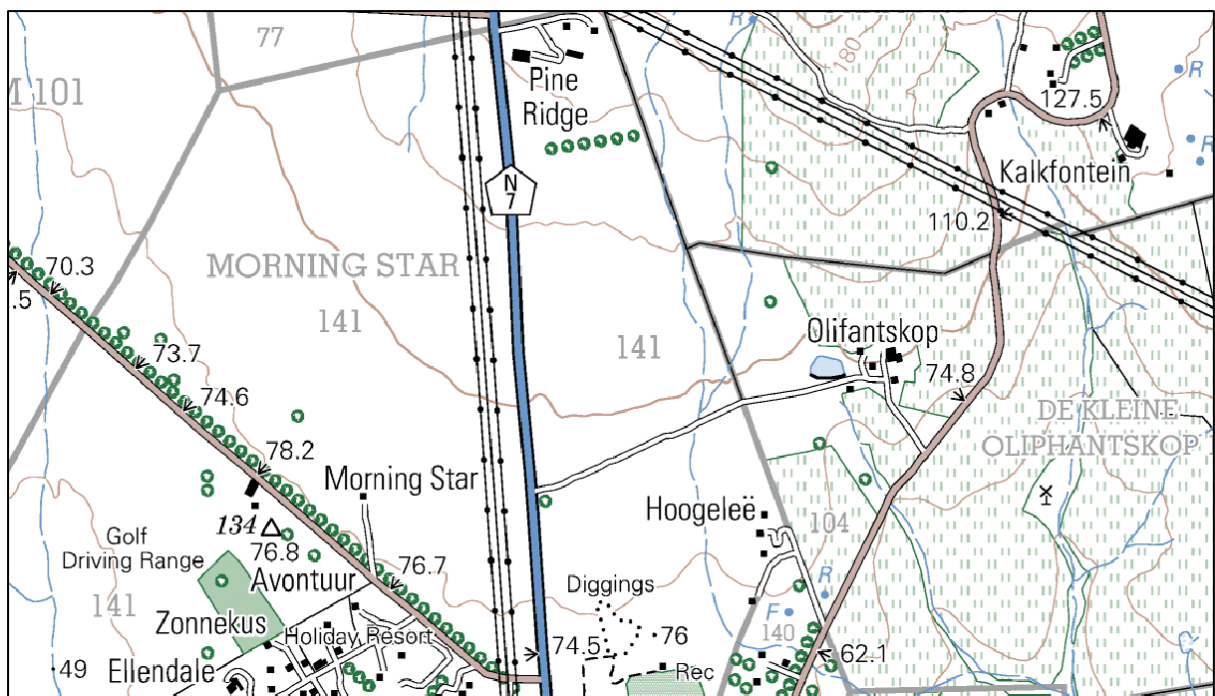 77
R
M 101
Pine
Ridge
180
R
127.5
R
R
Kalkfontein
N
7
110.2
70.3
.5
MORNING STAR
141
141
Olifantskop
73.7
74.6
74.8
DE KLEINE
OLIPHANTSKOP
78.2
Morning Star
Hoogeleë
104
134
Golf
Driving Range
76.8
76.7
Avontuur
Diggings
R
F
141
Zonnekus
Holiday Resort
76
140
74.5
62.1
49
Ellendale
Rec